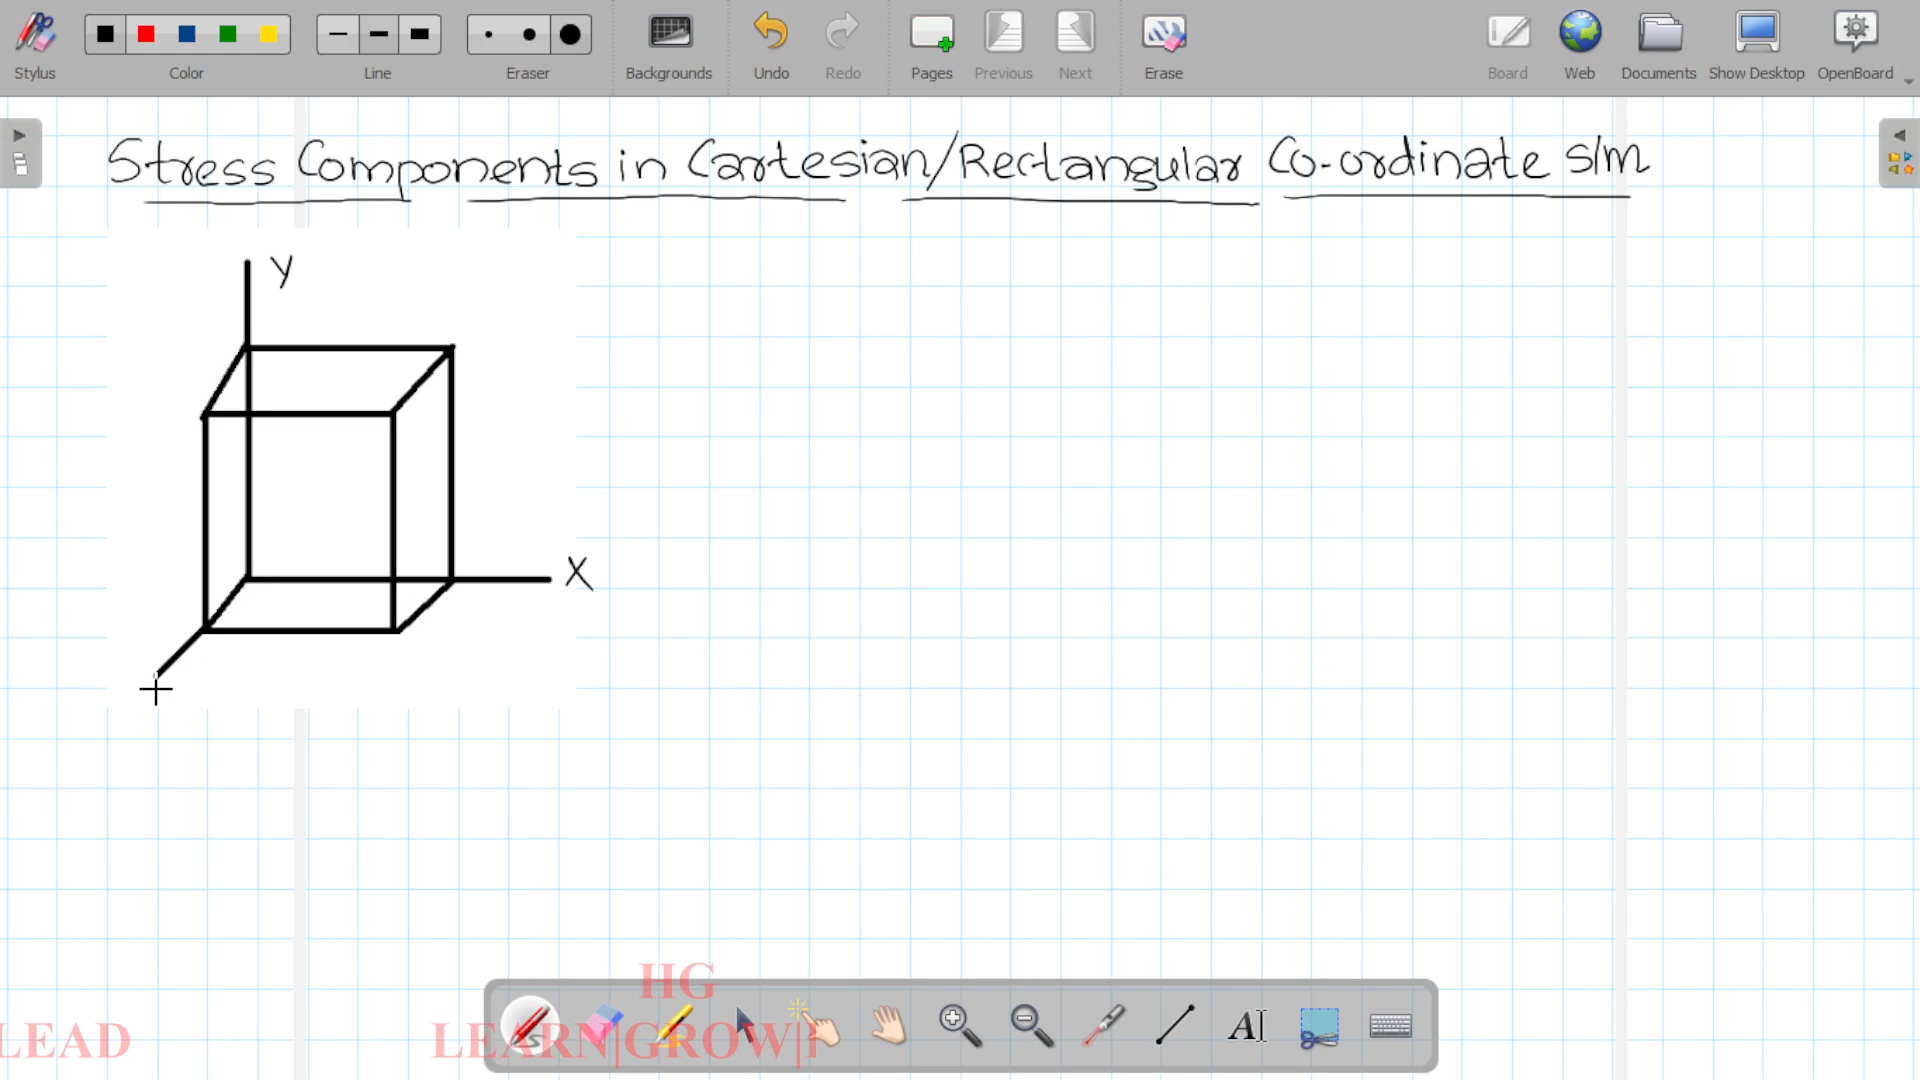 Stylus
Color
Line
Eraser
Backgrounds
Undo
Redo
Pages
Previous
Next
Erase
Board
Web
Documents
Show Desktop
OpenBoard
Stress Components in Cartesian/Rectangular Co-ordinate s/m
Y
X
HG
LEAD
LEARN|GROW|
AI